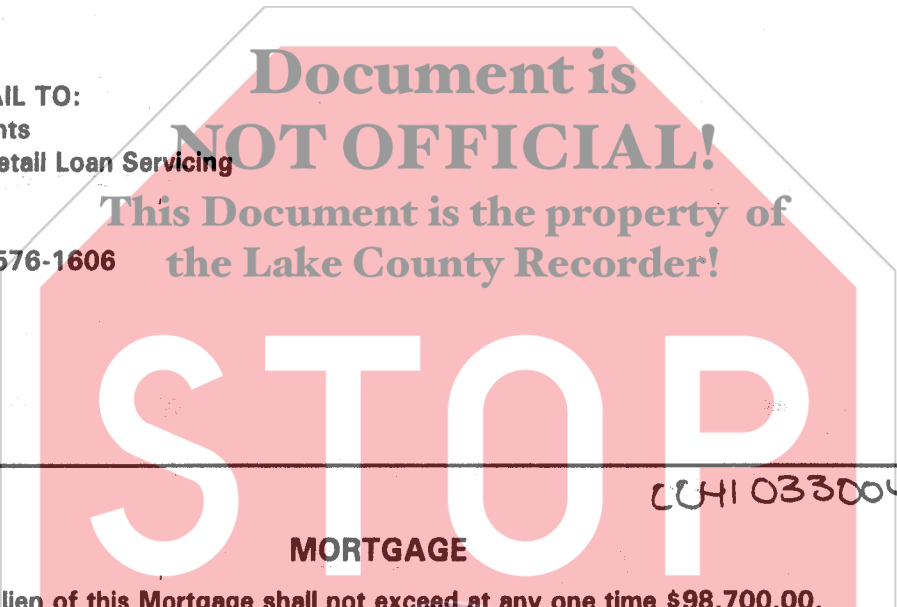 Document is
AIL TO:
nts
NOT OFFICIAL!
etail Loan Servicing
This Document is the property of
576-1606
the Lake County Recorder!
STOP
MORTGAGE
lien of this Mortgage shall not exceed at any one time $98,700.00.